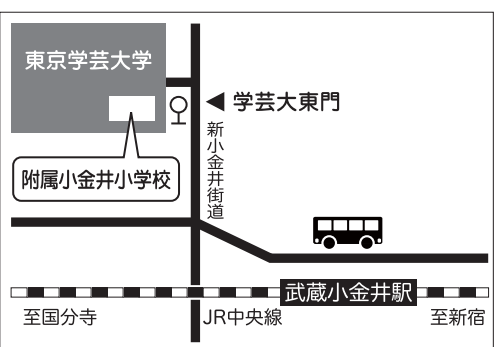 東京学芸大学
学芸大東門
新小金井街道
附属小金井小学校
武蔵小金井駅
至国分寺
JR中央線
至新宿